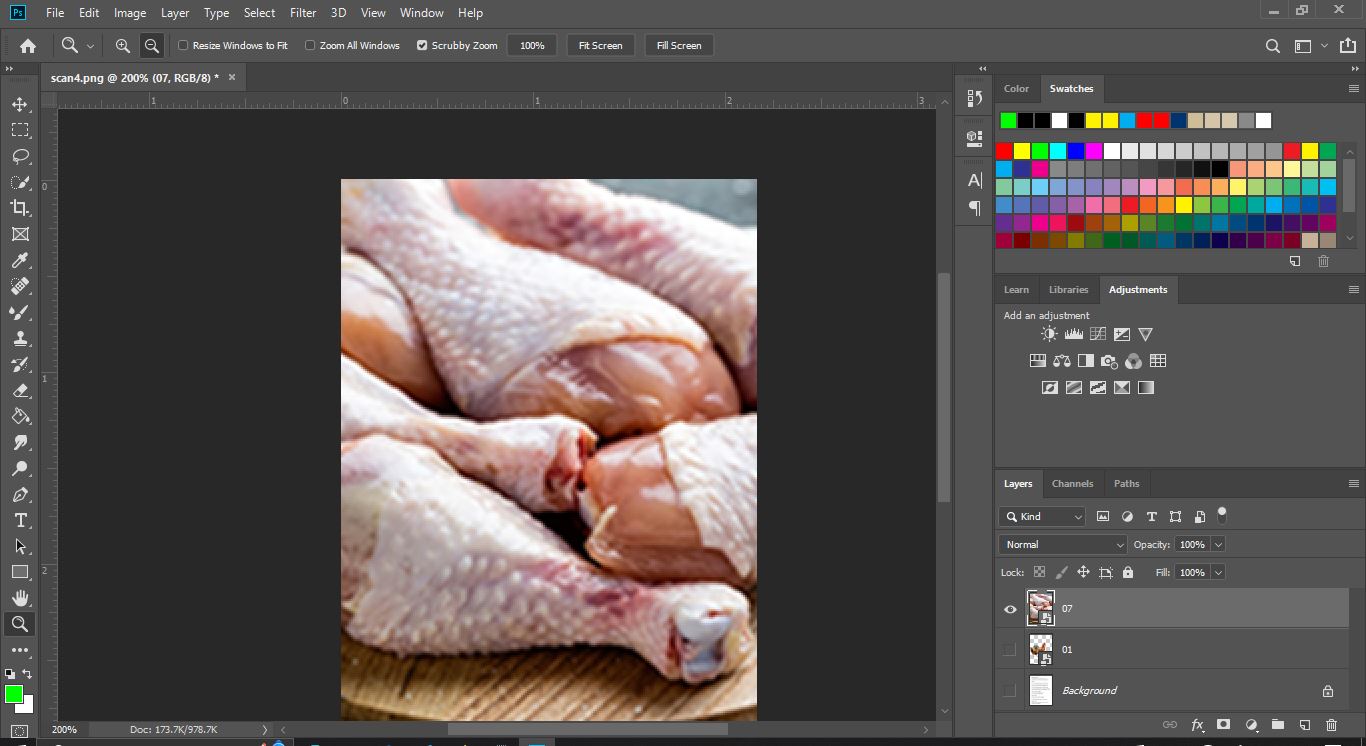 Ps File Edit Image Layer Type Select Filter 3D View Window Help
Resize Windows to Fit Zoom All Windows Scrubby Zoom 100% Fit Screen Fill Screen
scan4.png @ 200% (07, RGB/8) * ×
1 0 1 2 3
0
1
2
Color Swatches
Learn Libraries Adjustments
Add an adjustment
Layers Channels Paths
Kind
Normal Opacity: 100%
Lock: Fill: 100%
07
01
Background
200% Doc: 173.7K/978.7K